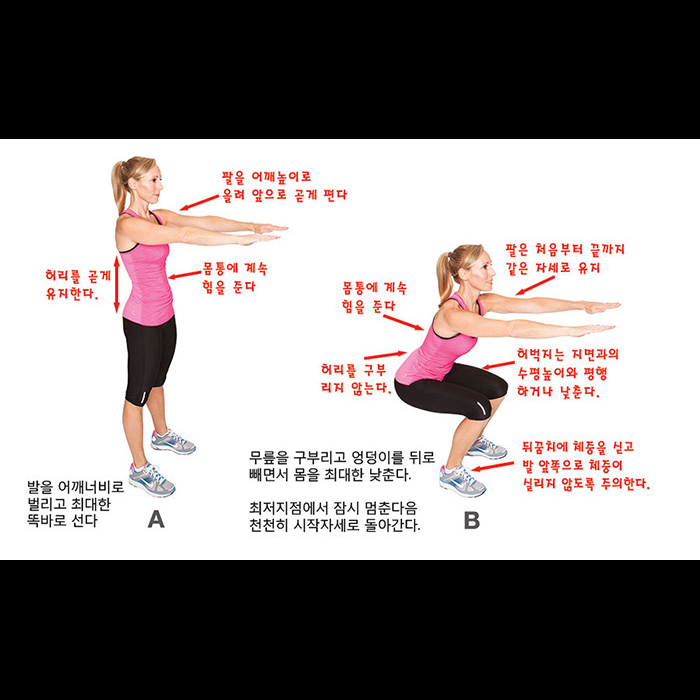 팔을 어깨높이로
올려 앞으로 곧게 편다
허리를 곧게
유지한다.
몸통에 계속
힘을 준다
발을 어깨너비로
벌리고 최대한
똑바로 선다
A
팔은 처음부터 끝까지
같은 자세로 유지
몸통에 계속
힘을 준다
허리를 구부
리지 않는다.
허벅지는 지면과의
수평높이와 평행
하거나 낮춘다.
뒤꿈치에 체중을 싣고
발 앞쪽으로 체중이
실리지 않도록 주의한다.
무릎을 구부리고 엉덩이를 뒤로
빼면서 몸을 최대한 낮춘다.
최저지점에서 잠시 멈춘다음
천천히 시작자세로 돌아간다.
B